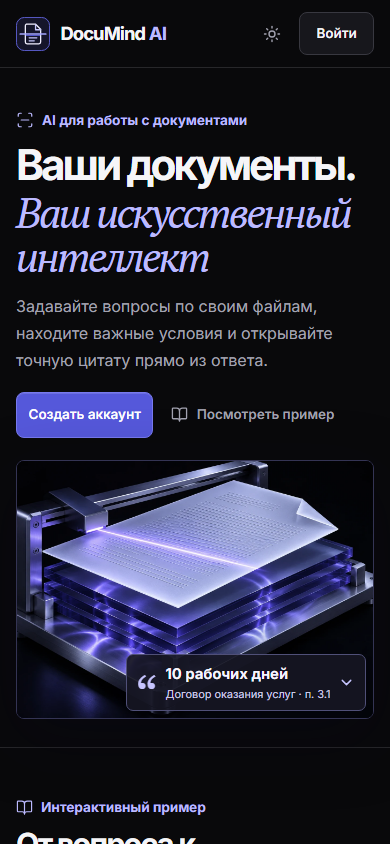 DocuMind AI
Войти
AI для работы с документами
Ваши документы.
Ваш искусственный
интеллект
Задавайте вопросы по своим файлам,
находите важные условия и открывайте
точную цитату прямо из ответа.
Создать аккаунт
Посмотреть пример
10 рабочих дней
Договор оказания услуг · п. 3.1
Интерактивный пример
От вопроса к